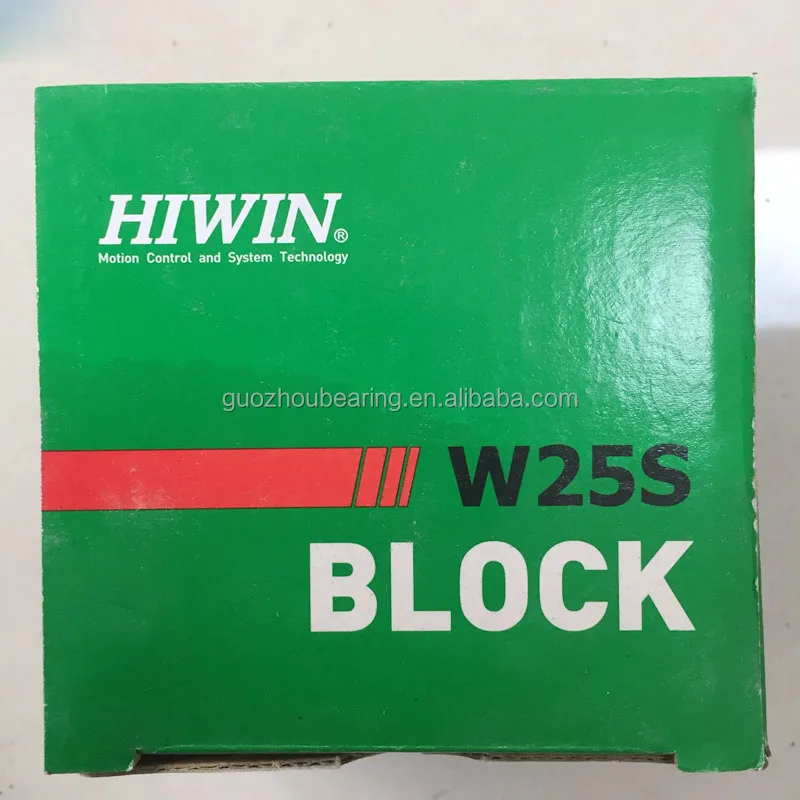 HIWIN®
Motion Control and System Technology
guozhoubearing.en.alibaba.com
W25S
BLOCK